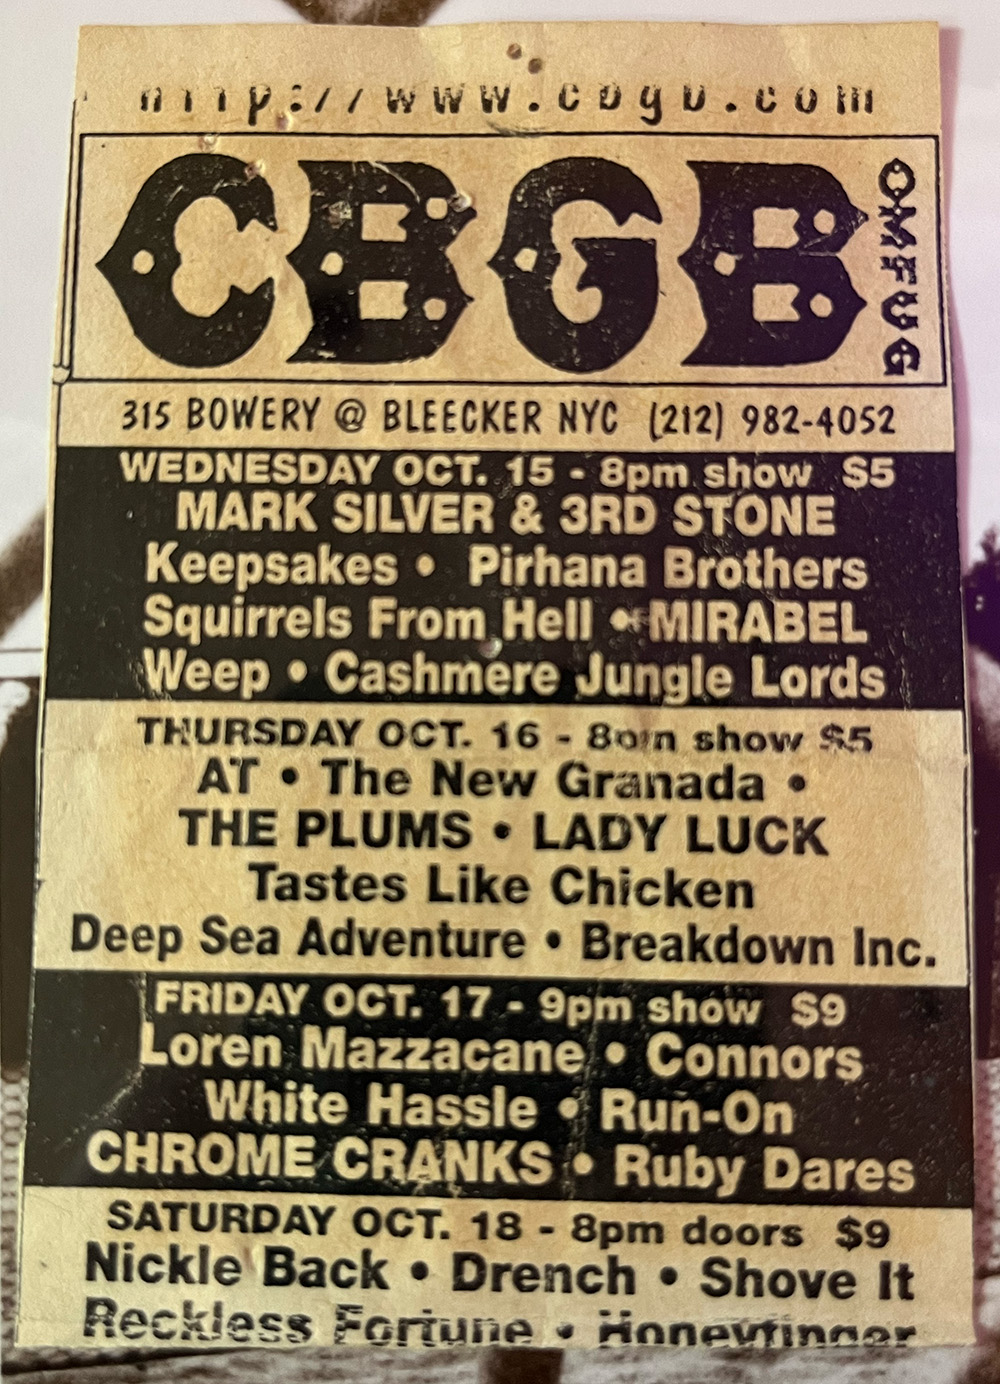 http://www.cbgb.com
CBGB
OMFUG
315 BOWERY @ BLEECKER NYC (212) 982-4052
WEDNESDAY OCT. 15 - 8pm show $5
MARK SILVER & 3RD STONE
Keepsakes • Pirhana Brothers
Squirrels From Hell • MIRABEL
Weep • Cashmere Jungle Lords
THURSDAY OCT. 16 - 8pm show $5
AT • The New Granada •
THE PLUMS • LADY LUCK
Tastes Like Chicken
Deep Sea Adventure • Breakdown Inc.
FRIDAY OCT. 17 - 9pm show $9
Loren Mazzacane • Connors
White Hassle • Run-On
CHROME CRANKS • Ruby Dares
SATURDAY OCT. 18 - 8pm doors $9
Nickle Back • Drench • Shove It
Reckless Fortune • Honeyfinger